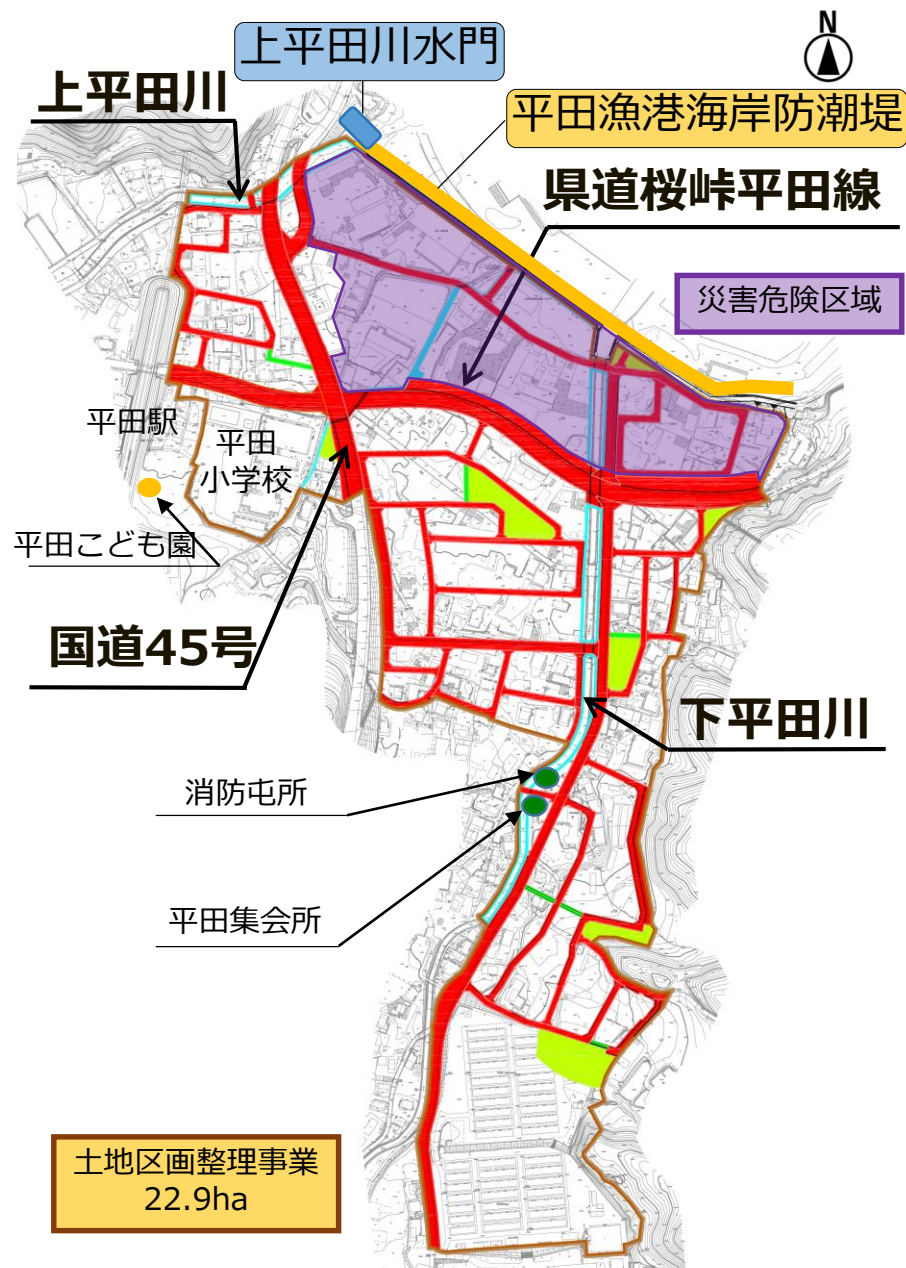 N
上平田川水門
上平田川
平田漁港海岸防潮堤
県道桜峠平田線
災害危険区域
平田駅
平田
小学校
平田こども園
国道45号
下平田川
消防屯所
平田集会所
土地区画整理事業
22.9ha